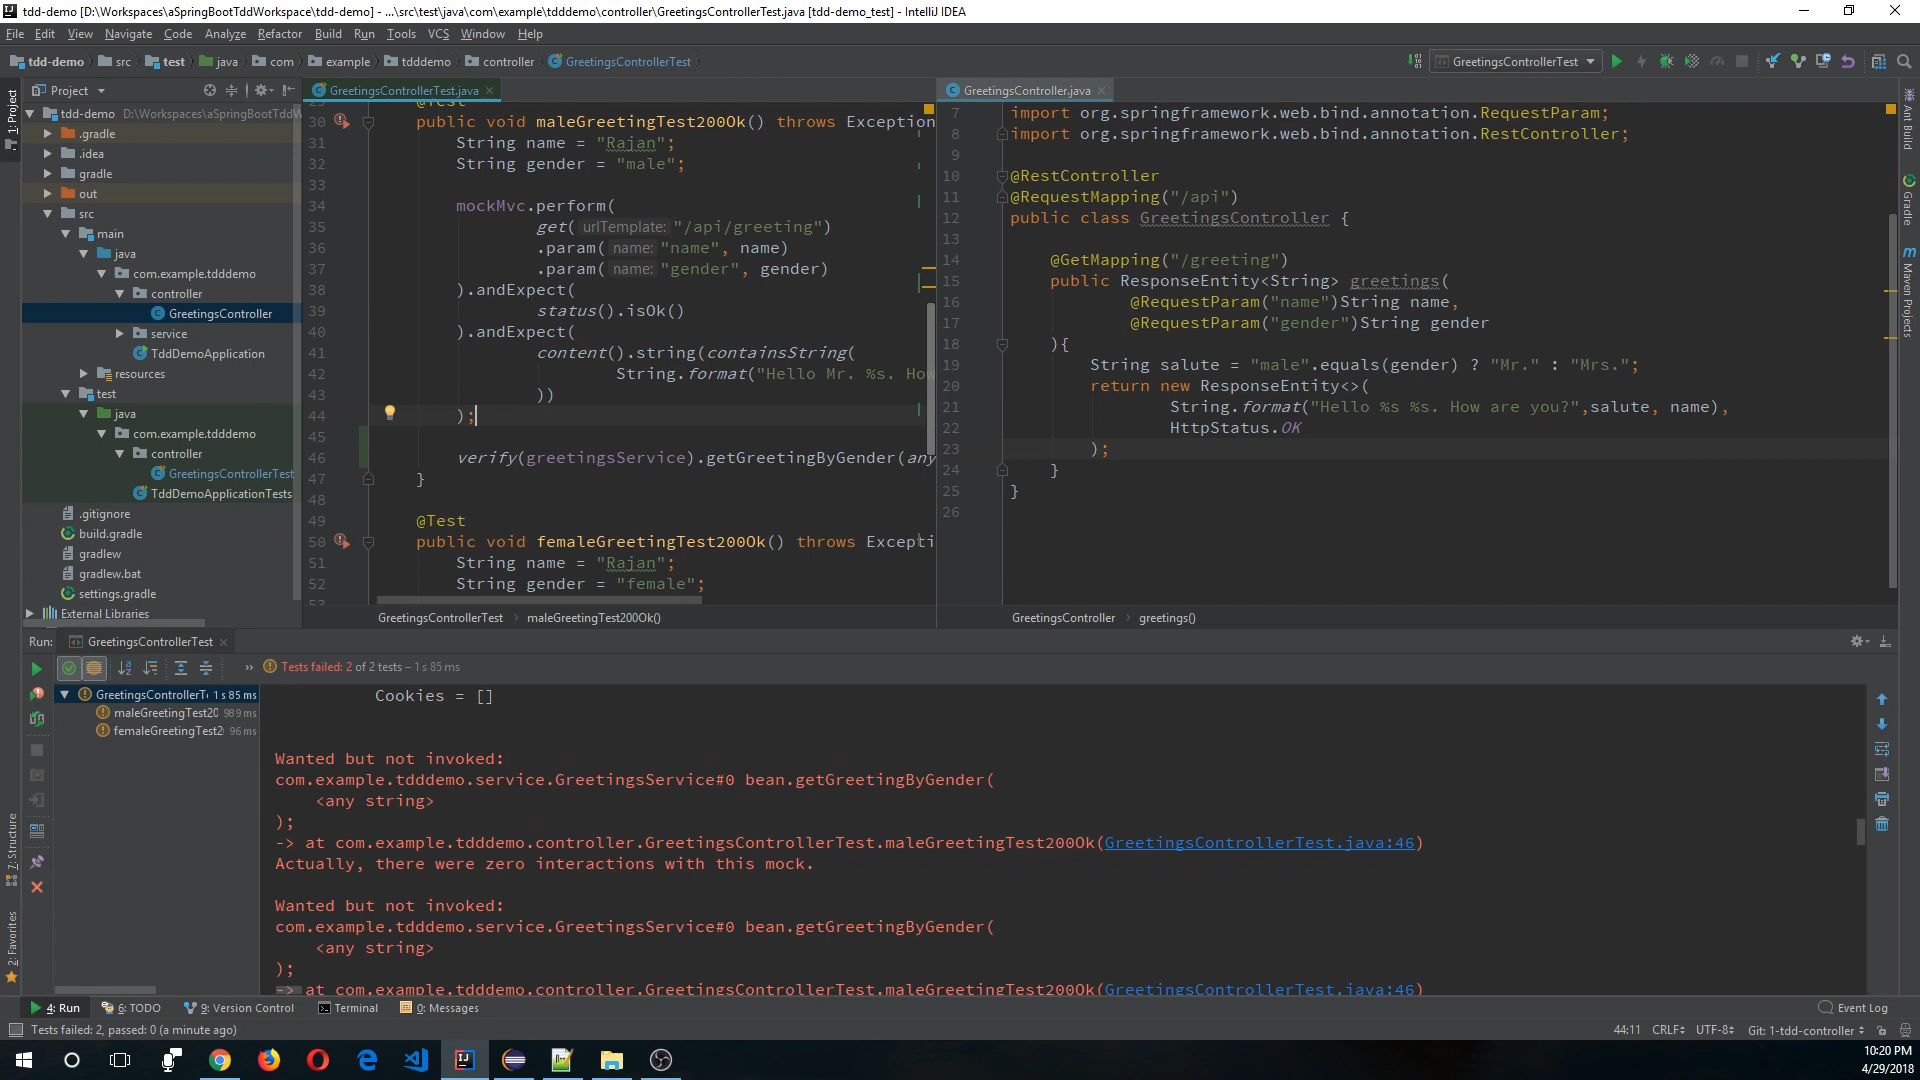 tdd-demo [D:\Workspaces\aSpringBootTddWorkspace\tdd-demo] - ...\src\test\java\com\example\tdddemo\controller\GreetingsControllerTest.java [tdd-demo_test] - IntelliJ IDEA
File Edit View Navigate Code Analyze Refactor Build Run Tools VCS Window Help
tdd-demo src test java com example tdddemo controller GreetingsControllerTest
GreetingsControllerTest
1: Project
Project
tdd-demo D:\Workspaces\aSpringBootTddW
.gradle
.idea
gradle
out
src
main
java
com.example.tdddemo
controller
GreetingsController
service
TddDemoApplication
resources
test
java
com.example.tdddemo
controller
GreetingsControllerTest
TddDemoApplicationTests
.gitignore
build.gradle
gradlew
gradlew.bat
settings.gradle
External Libraries
GreetingsControllerTest.java
29 @Test
30 public void maleGreetingTest200Ok() throws Exception
31 String name = "Rajan";
32 String gender = "male";
33
34 mockMvc.perform(
35 get( urlTemplate: "/api/greeting")
36 .param( name: "name", name)
37 .param( name: "gender", gender)
38 ).andExpect(
39 status().isOk()
40 ).andExpect(
41 content().string(containsString(
42 String.format("Hello Mr. %s. How
43 ))
44 );
45
46 verify(greetingsService).getGreetingByGender(any
47 }
48
49 @Test
50 public void femaleGreetingTest200Ok() throws Excepti
51 String name = "Rajan";
52 String gender = "female";
53
GreetingsControllerTest maleGreetingTest200Ok()
GreetingsController.java
7 import org.springframework.web.bind.annotation.RequestParam;
8 import org.springframework.web.bind.annotation.RestController;
9
10 @RestController
11 @RequestMapping("/api")
12 public class GreetingsController {
13
14 @GetMapping("/greeting")
15 public ResponseEntity<String> greetings(
16 @RequestParam("name")String name,
17 @RequestParam("gender")String gender
18 ){
19 String salute = "male".equals(gender) ? "Mr." : "Mrs.";
20 return new ResponseEntity<>(
21 String.format("Hello %s %s. How are you?",salute, name),
22 HttpStatus.OK
23 );
24 }
25 }
26
GreetingsController greetings()
Ant Build
Gradle
m Maven Projects
Run: GreetingsControllerTest
Tests failed: 2 of 2 tests – 1 s 85 ms
GreetingsControllerT 1 s 85 ms
maleGreetingTest20 989 ms
femaleGreetingTest2 96 ms
Cookies = []
Wanted but not invoked:
com.example.tdddemo.service.GreetingsService#0 bean.getGreetingByGender(
<any string>
);
-> at com.example.tdddemo.controller.GreetingsControllerTest.maleGreetingTest200Ok(GreetingsControllerTest.java:46)
Actually, there were zero interactions with this mock.
Wanted but not invoked:
com.example.tdddemo.service.GreetingsService#0 bean.getGreetingByGender(
<any string>
);
-> at com.example.tdddemo.controller.GreetingsControllerTest.maleGreetingTest200Ok(GreetingsControllerTest.java:46)
7: Structure
2: Favorites
4: Run 6: TODO 9: Version Control Terminal 0: Messages Event Log
Tests failed: 2, passed: 0 (a minute ago) 44:11 CRLF UTF-8 Git: 1-tdd-controller
10:20 PM
4/29/2018